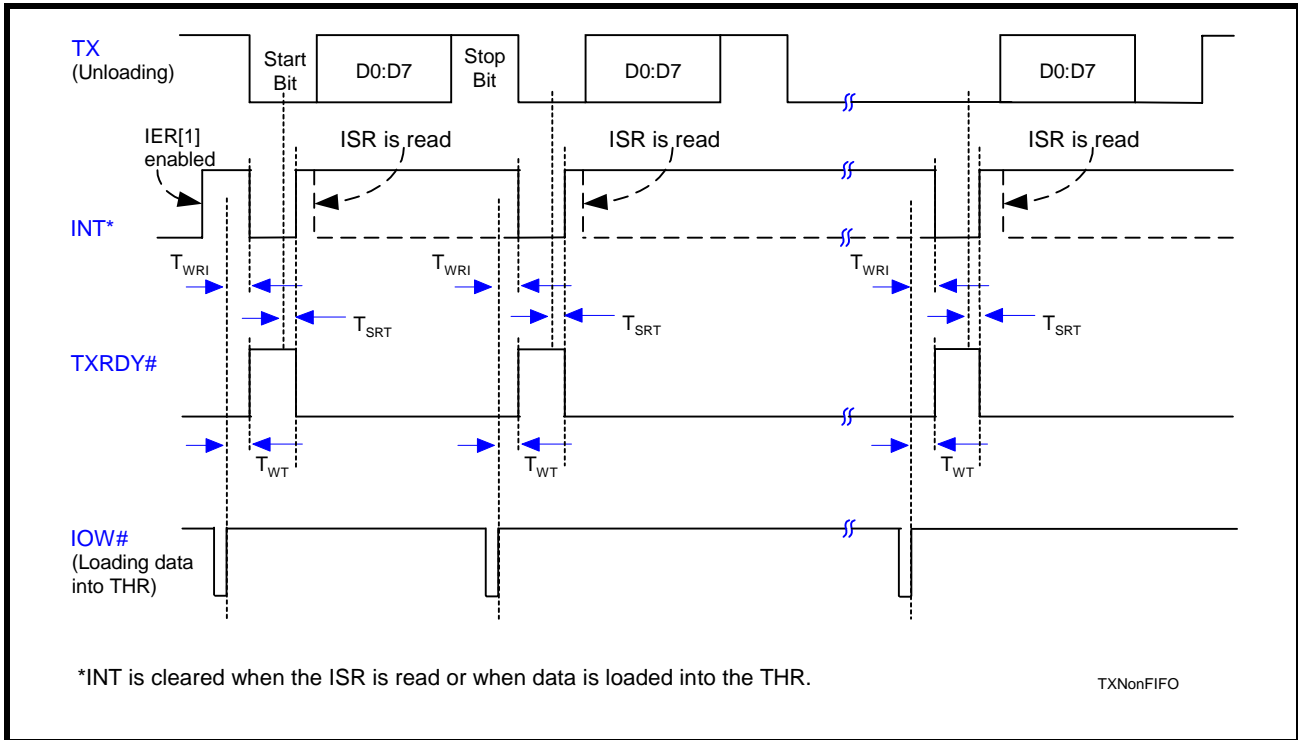 TX
(Unloading)
Start
Bit
D0:D7
Stop
Bit
D0:D7
D0:D7
IER[1]
enabled
ISR is read
ISR is read
ISR is read
INT*
TWRI
TWRI
TWRI
TSRT
TSRT
TSRT
TXRDY#
TWT
TWT
TWT
IOW#
(Loading data
into THR)
*INT is cleared when the ISR is read or when data is loaded into the THR.
TXNonFIFO